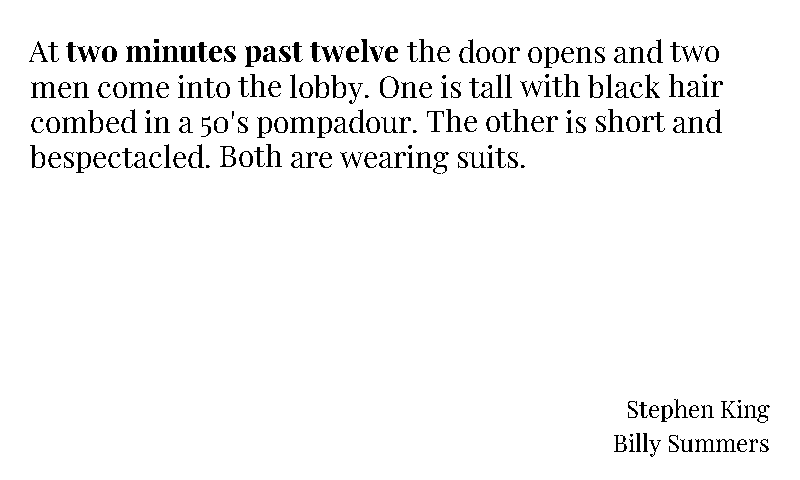 At two minutes past twelve the door opens and two
men come into the lobby. One is tall with black hair
combed in a 50's pompadour. The other is short and
bespectacled. Both are wearing suits.
Stephen King
Billy Summers